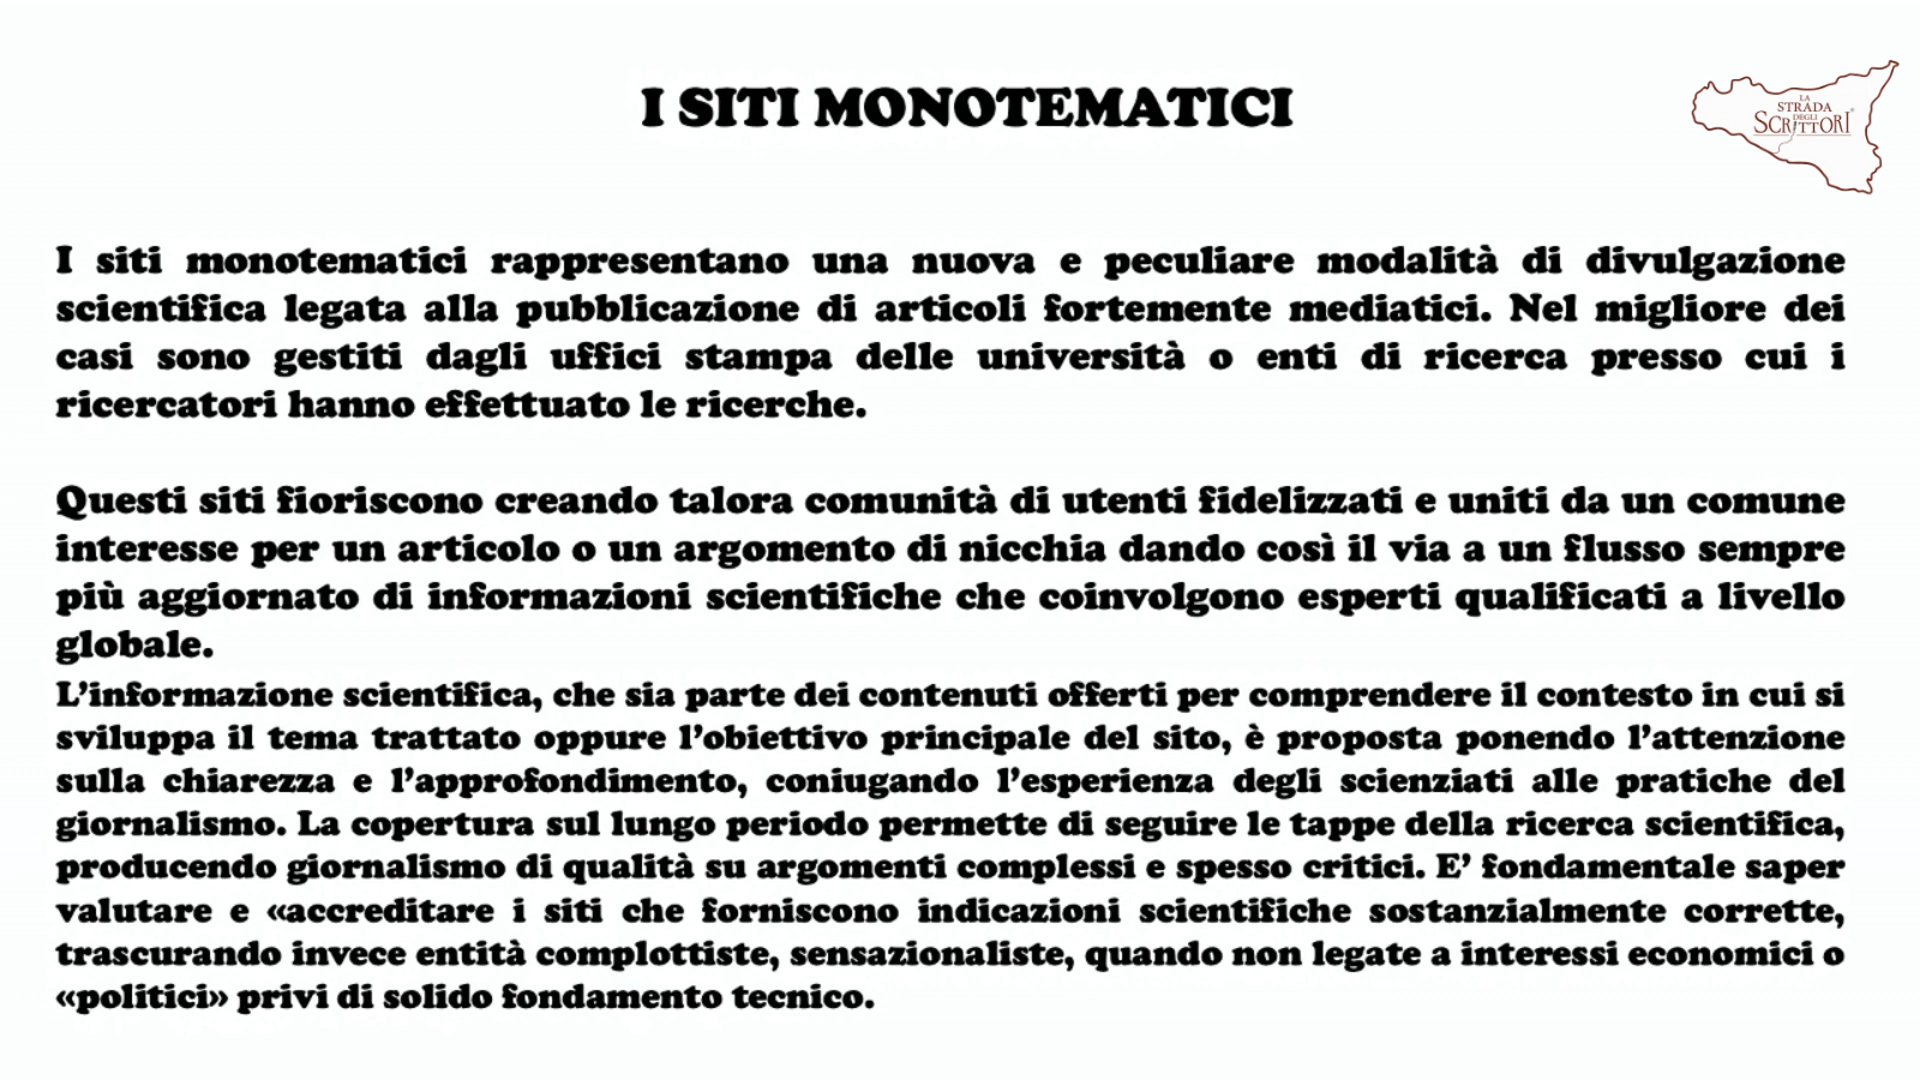 I SITI MONOTEMATICI
LA
STRADA
DEGLI
SCRITTORI
I siti monotematici rappresentano una nuova e peculiare modalità di divulgazione
scientifica legata alla pubblicazione di articoli fortemente mediatici. Nel migliore dei
casi sono gestiti dagli uffici stampa delle università o enti di ricerca presso cui i
ricercatori hanno effettuato le ricerche.
Questi siti fioriscono creando talora comunità di utenti fidelizzati e uniti da un comune
interesse per un articolo o un argomento di nicchia dando così il via a un flusso sempre
più aggiornato di informazioni scientifiche che coinvolgono esperti qualificati a livello
globale.
L’informazione scientifica, che sia parte dei contenuti offerti per comprendere il contesto in cui si
sviluppa il tema trattato oppure l’obiettivo principale del sito, è proposta ponendo l’attenzione
sulla chiarezza e l’approfondimento, coniugando l’esperienza degli scienziati alle pratiche del
giornalismo. La copertura sul lungo periodo permette di seguire le tappe della ricerca scientifica,
producendo giornalismo di qualità su argomenti complessi e spesso critici. E’ fondamentale saper
valutare e «accreditare i siti che forniscono indicazioni scientifiche sostanzialmente corrette,
trascurando invece entità complottiste, sensazionaliste, quando non legate a interessi economici o
«politici» privi di solido fondamento tecnico.